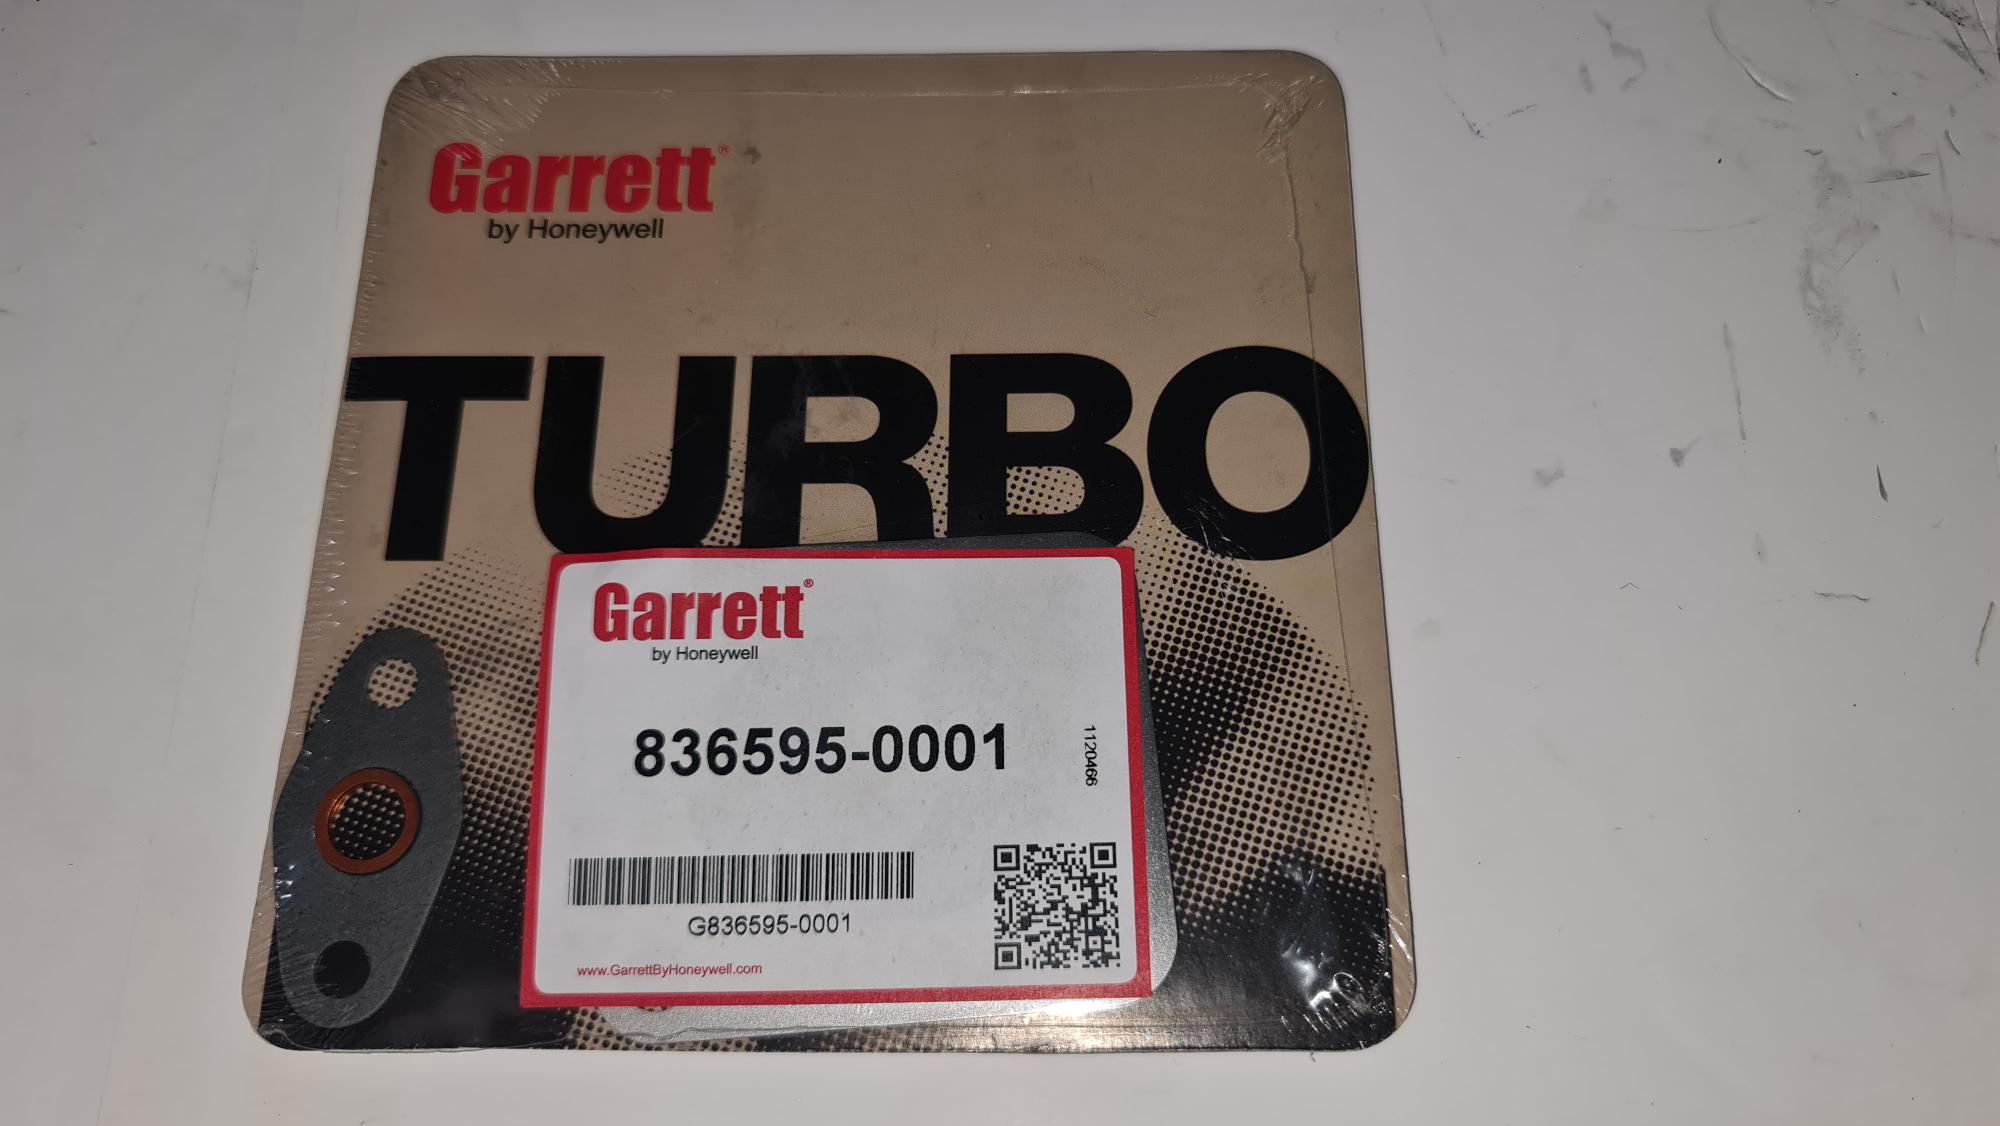 Garrett®
by Honeywell
TURBO
Garrett®
by Honeywell
836595-0001
1120466
G836595-0001
www.GarrettByHoneywell.com